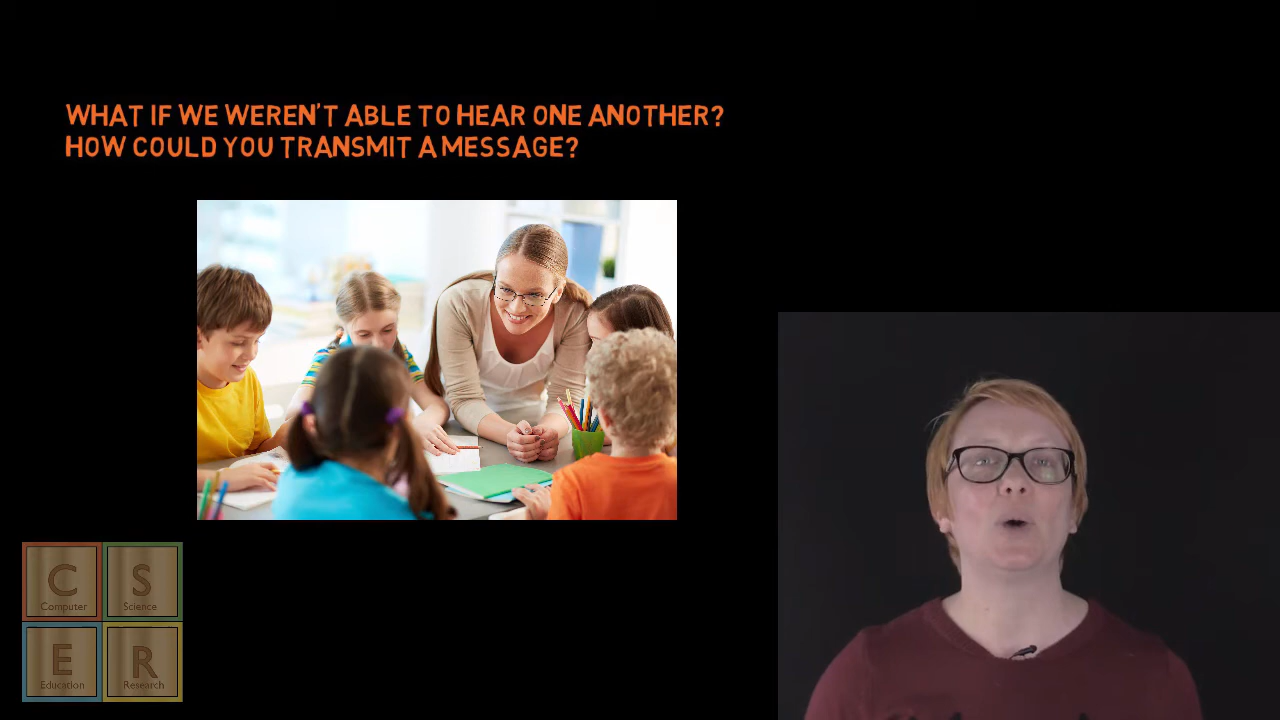 WHAT IF WE WEREN'T ABLE TO HEAR ONE ANOTHER?
HOW COULD YOU TRANSMIT A MESSAGE?
C S
Computer Science
E R
Education Research